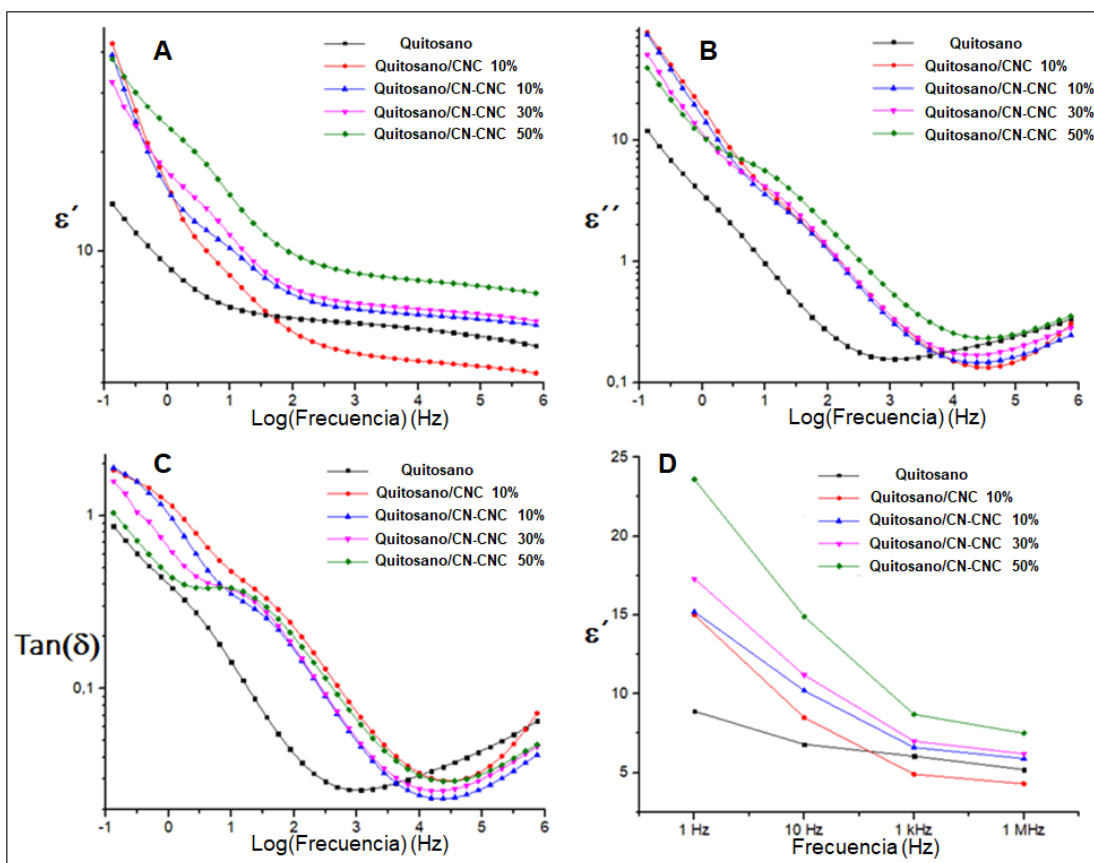 A
Quitosano
Quitosano/CNC 10%
Quitosano/CN-CNC 10%
Quitosano/CN-CNC 30%
Quitosano/CN-CNC 50%
ε´
10
-1 0 1 2 3 4 5 6
Log(Frecuencia) (Hz)
B
Quitosano
Quitosano/CNC 10%
Quitosano/CN-CNC 10%
Quitosano/CN-CNC 30%
Quitosano/CN-CNC 50%
ε´´
10
1
0,1
-1 0 1 2 3 4 5 6
Log(Frecuencia) (Hz)
C
Quitosano
Quitosano/CNC 10%
Quitosano/CN-CNC 10%
Quitosano/CN-CNC 30%
Quitosano/CN-CNC 50%
Tan(δ)
1
0,1
-1 0 1 2 3 4 5 6
Log(Frecuencia) (Hz)
D
Quitosano
Quitosano/CNC 10%
Quitosano/CN-CNC 10%
Quitosano/CN-CNC 30%
Quitosano/CN-CNC 50%
ε´
25
20
15
10
5
1 Hz 10 Hz 1 kHz 1 MHz
Frecuencia (Hz)